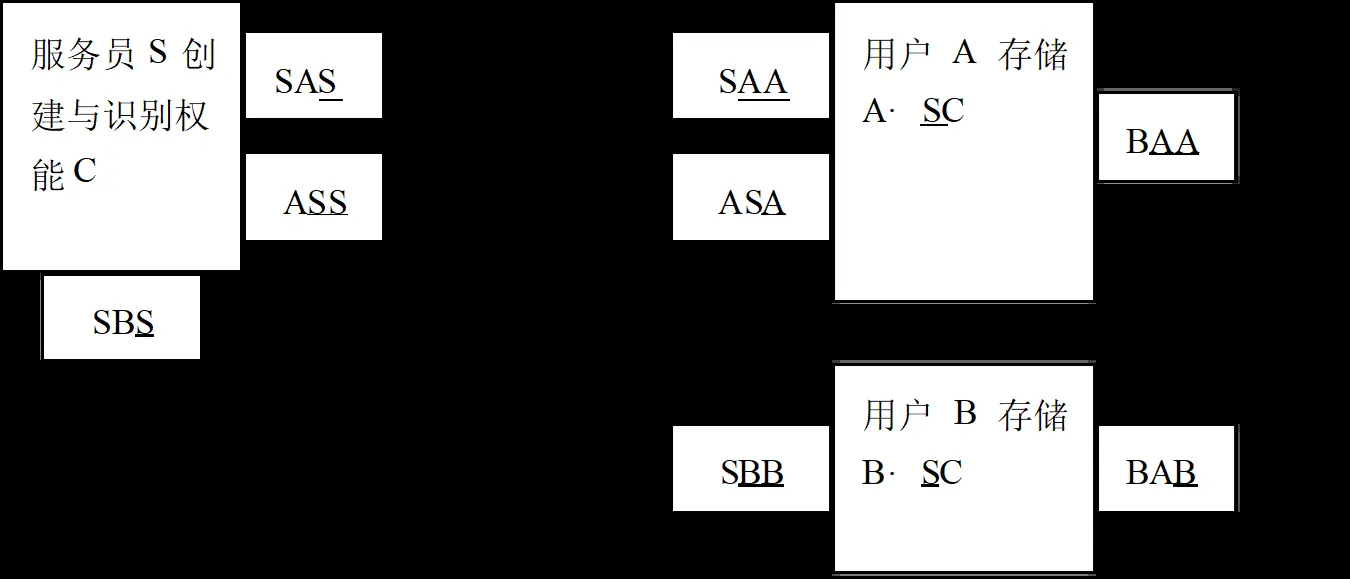 服务员 S 创
建与识别权
能 C
SAS
ASS
SBS
SAA
ASA
用户 A 存储
A· SC
BAA
SBB
用户 B 存储
B· SC
BAB